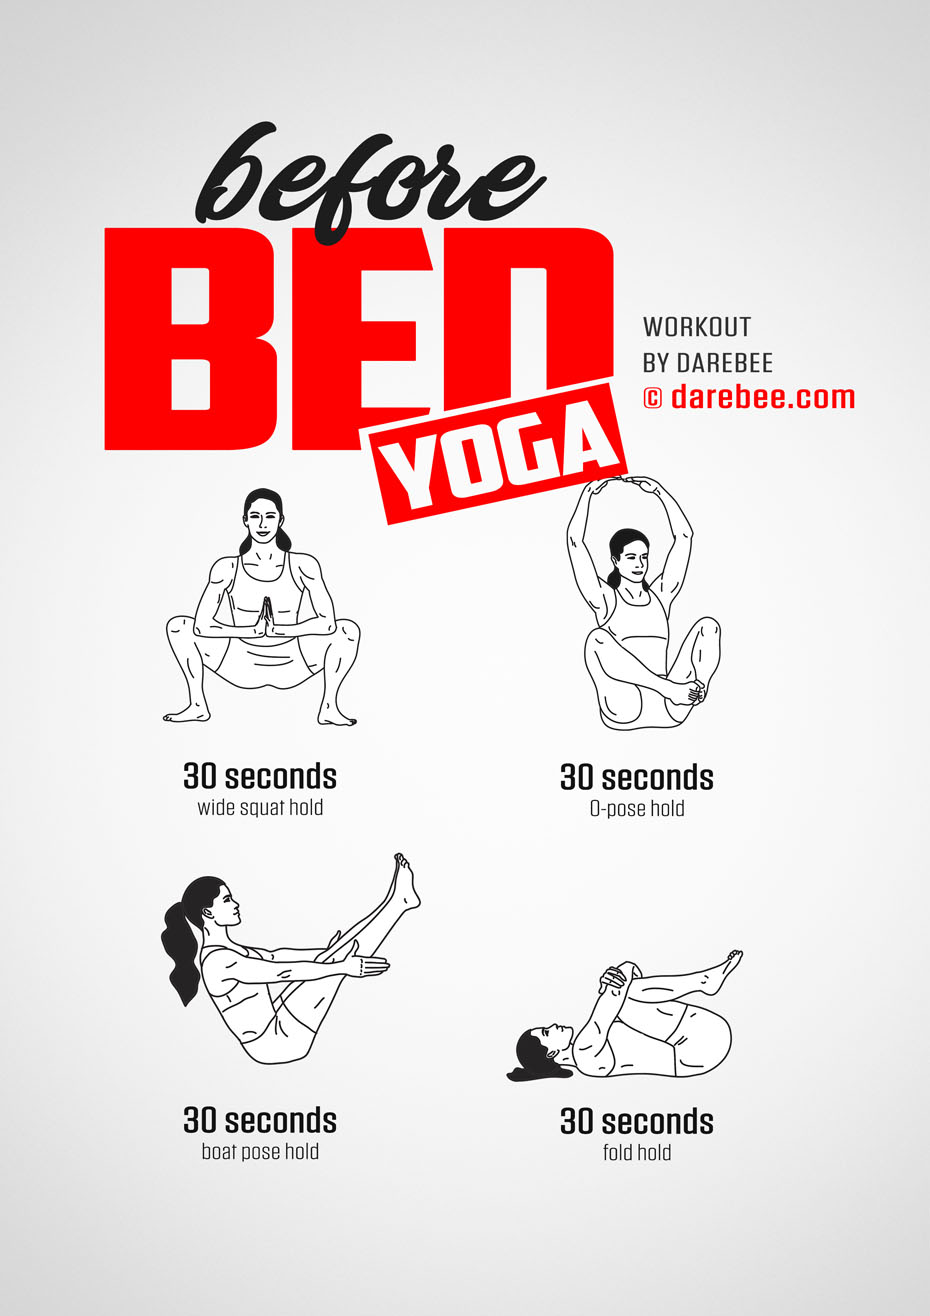 before
BED
YOGA
WORKOUT
BY DAREBEE
© darebee.com
30 seconds
wide squat hold
30 seconds
O-pose hold
30 seconds
boat pose hold
30 seconds
fold hold